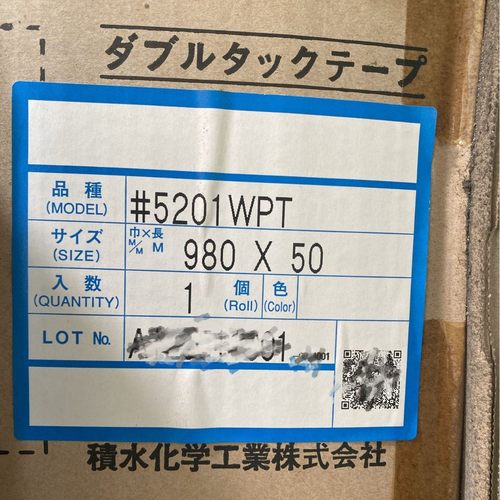 ダブルタックテープ
品種 (MODEL) #5201WPT
サイズ (SIZE) 巾×長 M/M M 980 X 50
入数 (QUANTITY) 1 個 (Roll) 色 (Color)
LOT No.
積水化学工業株式会社